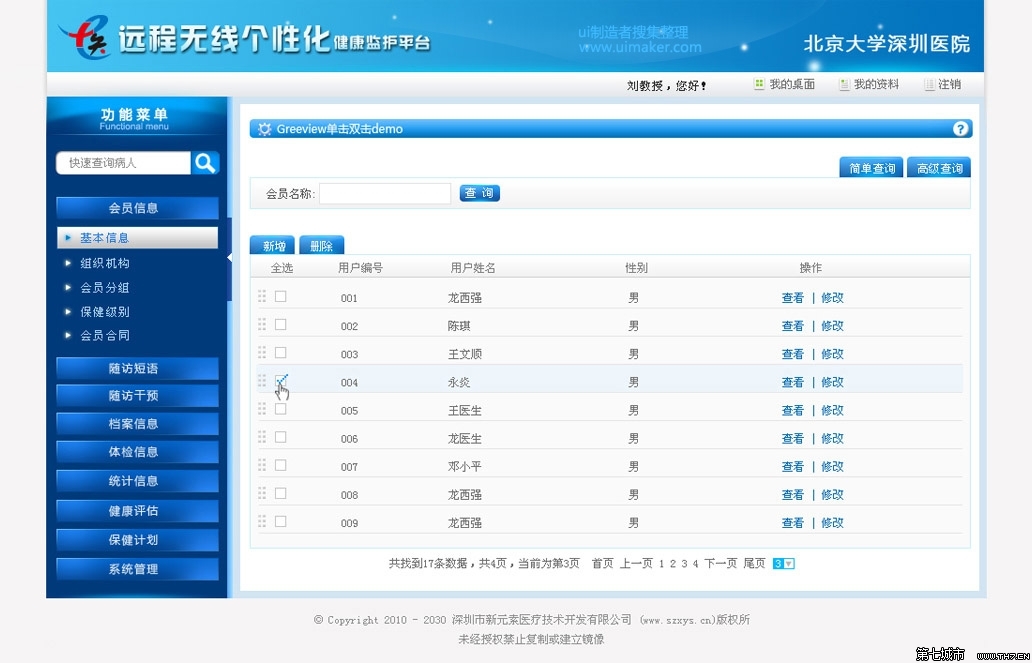 远程无线个性化健康监护平台
ui制造者搜集整理
www.uimaker.com
北京大学深圳医院
刘教授，您好！ 我的桌面 我的资料 注销
功能菜单
Functional menu
快速查询病人
会员信息
基本信息
组织机构
会员分组
保健级别
会员合同
随访短语
随访干预
档案信息
体检信息
统计信息
健康评估
保健计划
系统管理
Greeview单击双击demo ?
简单查询 高级查询
会员名称: 查 询
新增 删除
全选 用户编号 用户姓名 性别 操作
001 龙西强 男 查看 | 修改
002 陈琪 男 查看 | 修改
003 王文顺 男 查看 | 修改
004 永炎 男 查看 | 修改
005 王医生 男 查看 | 修改
006 龙医生 男 查看 | 修改
007 邓小平 男 查看 | 修改
008 龙西强 男 查看 | 修改
009 龙西强 男 查看 | 修改
共找到17条数据，共4页，当前为第3页 首页 上一页 1 2 3 4 下一页 尾页 3
© Copyright 2010 - 2030 深圳市新元素医疗技术开发有限公司 (www.szxys.cn)版权所有
未经授权禁止复制或建立镜像
第七城市 WWW.TH7.CN